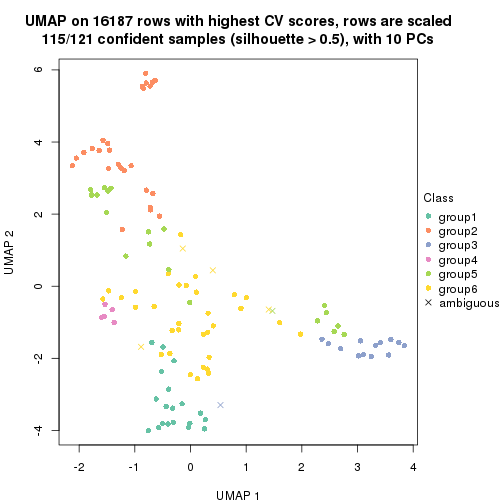 UMAP on 16187 rows with highest CV scores, rows are scaled
115/121 confident samples (silhouette > 0.5), with 10 PCs
6
4
2
0
-2
-4
UMAP 2
-2
-1
0
1
2
3
4
UMAP 1
Class
group1
group2
group3
group4
group5
group6
ambiguous